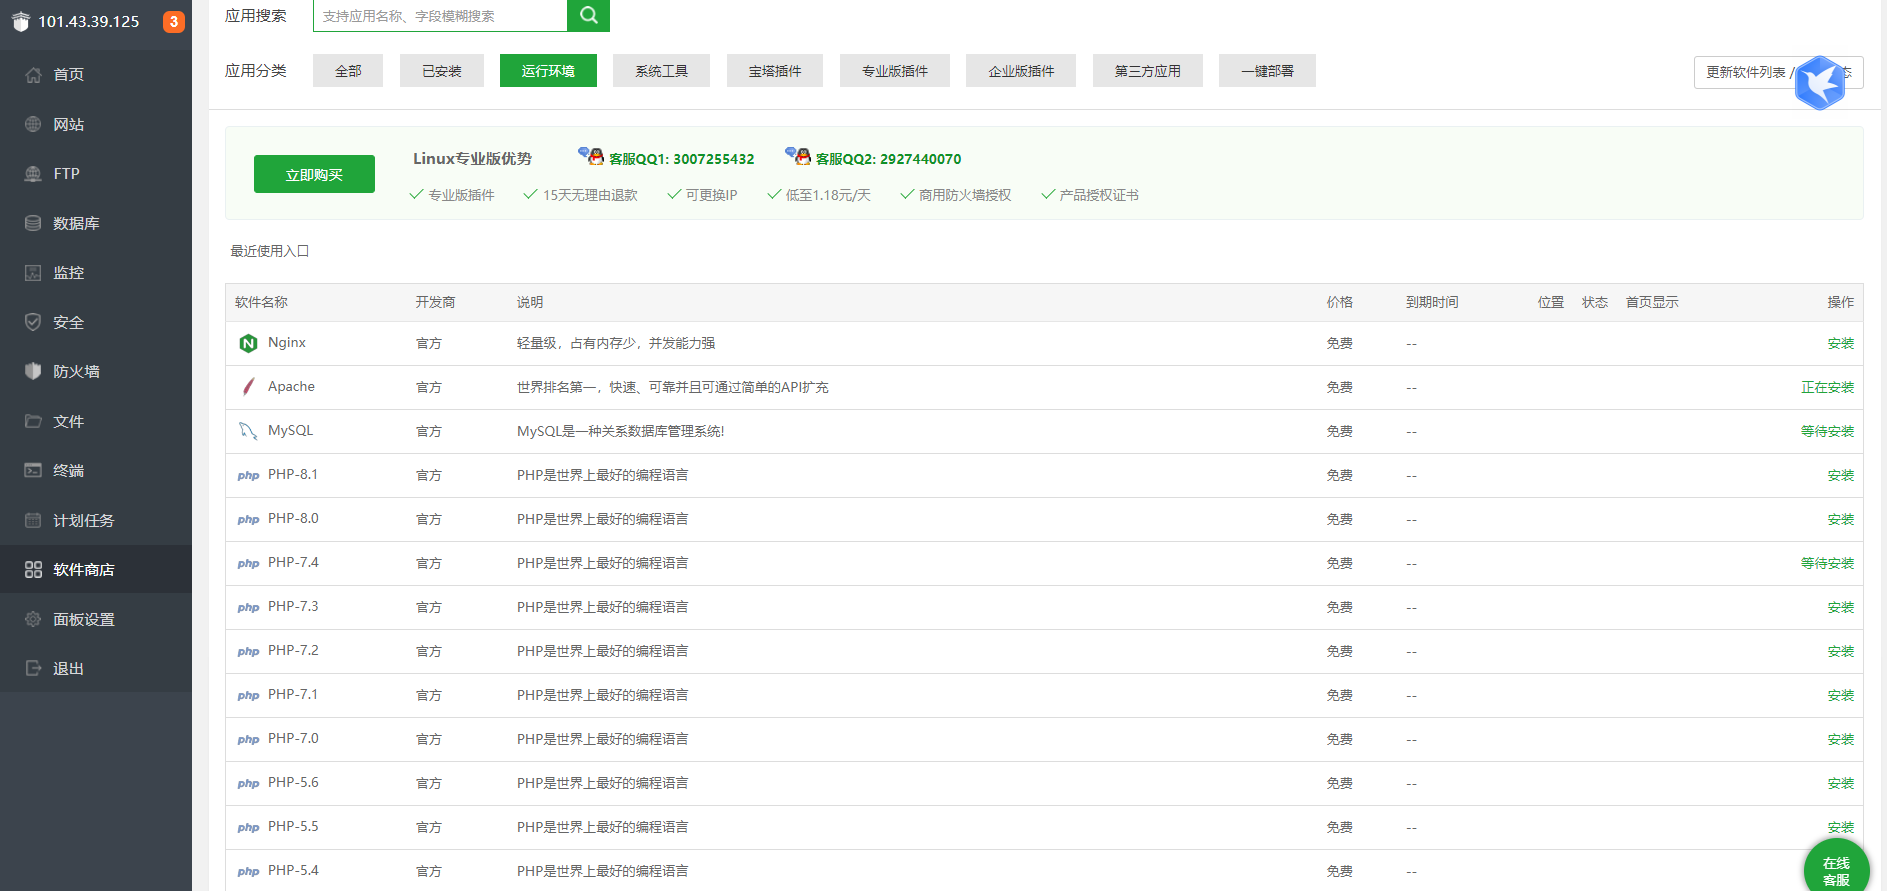 101.43.39.125 3
首页
网站
FTP
数据库
监控
安全
防火墙
文件
终端
计划任务
软件商店
面板设置
退出
应用搜索 支持应用名称、字段模糊搜索
应用分类 全部 已安装 运行环境 系统工具 宝塔插件 专业版插件 企业版插件 第三方应用 一键部署 更新软件列表 / 态
立即购买
Linux专业版优势 客服QQ1: 3007255432 客服QQ2: 2927440070
专业版插件 15天无理由退款 可更换IP 低至1.18元/天 商用防火墙授权 产品授权证书
最近使用入口
软件名称 开发商 说明 价格 到期时间 位置 状态 首页显示 操作
Nginx 官方 轻量级，占有内存少，并发能力强 免费 -- 安装
Apache 官方 世界排名第一，快速、可靠并且可通过简单的API扩充 免费 -- 正在安装
MySQL 官方 MySQL是一种关系数据库管理系统! 免费 -- 等待安装
php PHP-8.1 官方 PHP是世界上最好的编程语言 免费 -- 安装
php PHP-8.0 官方 PHP是世界上最好的编程语言 免费 -- 安装
php PHP-7.4 官方 PHP是世界上最好的编程语言 免费 -- 等待安装
php PHP-7.3 官方 PHP是世界上最好的编程语言 免费 -- 安装
php PHP-7.2 官方 PHP是世界上最好的编程语言 免费 -- 安装
php PHP-7.1 官方 PHP是世界上最好的编程语言 免费 -- 安装
php PHP-7.0 官方 PHP是世界上最好的编程语言 免费 -- 安装
php PHP-5.6 官方 PHP是世界上最好的编程语言 免费 -- 安装
php PHP-5.5 官方 PHP是世界上最好的编程语言 免费 -- 安装
php PHP-5.4 官方 PHP是世界上最好的编程语言 免费 --
在线
客服